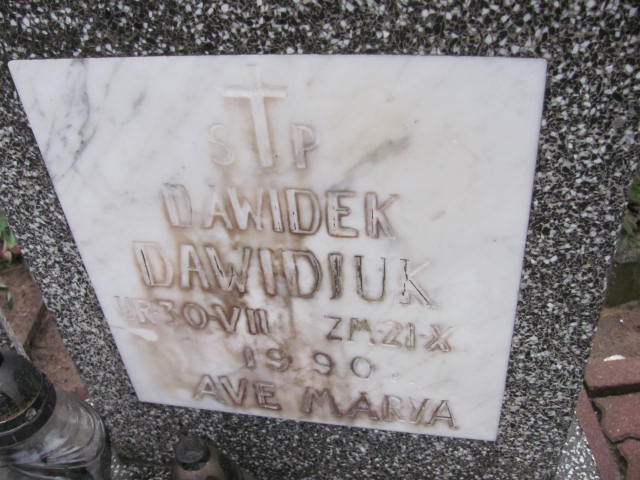 S P
DAWIDEK
DAWIDIUK
UR 30-VII ZM-21-X
1990
AVE MARYA